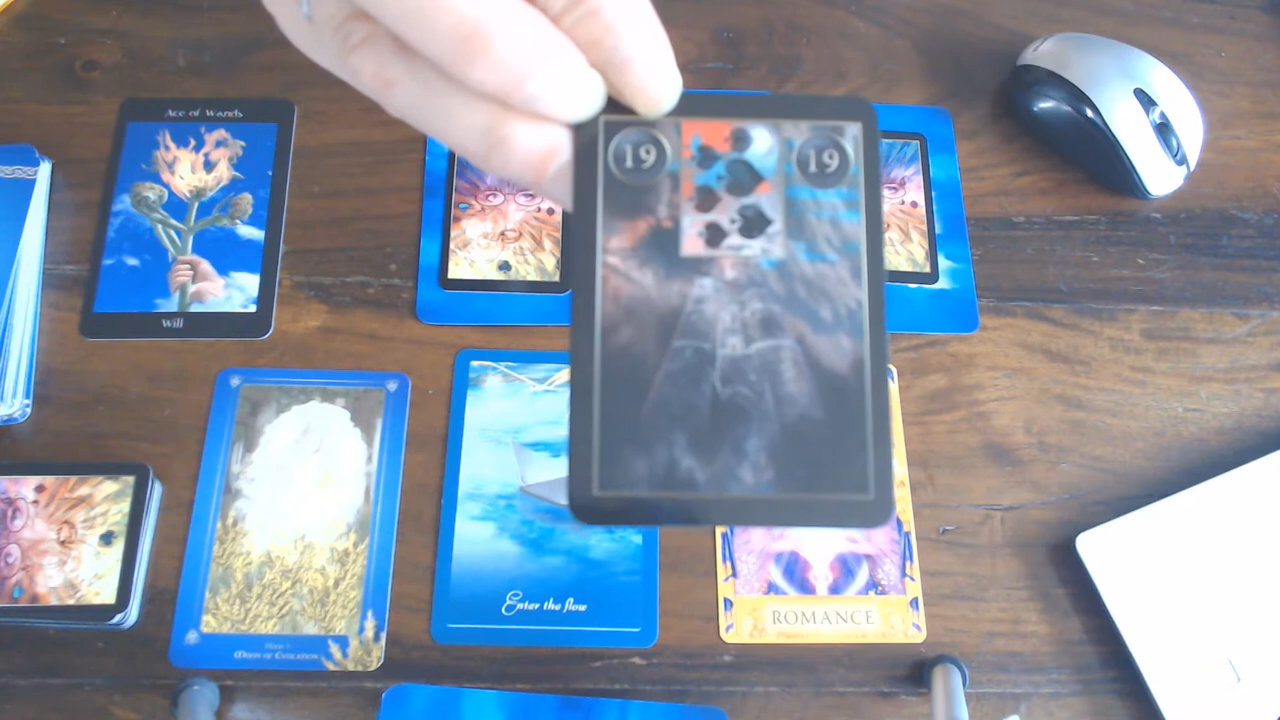 Ace of Wands
19 19
Will
Enter the flow
ROMANCE